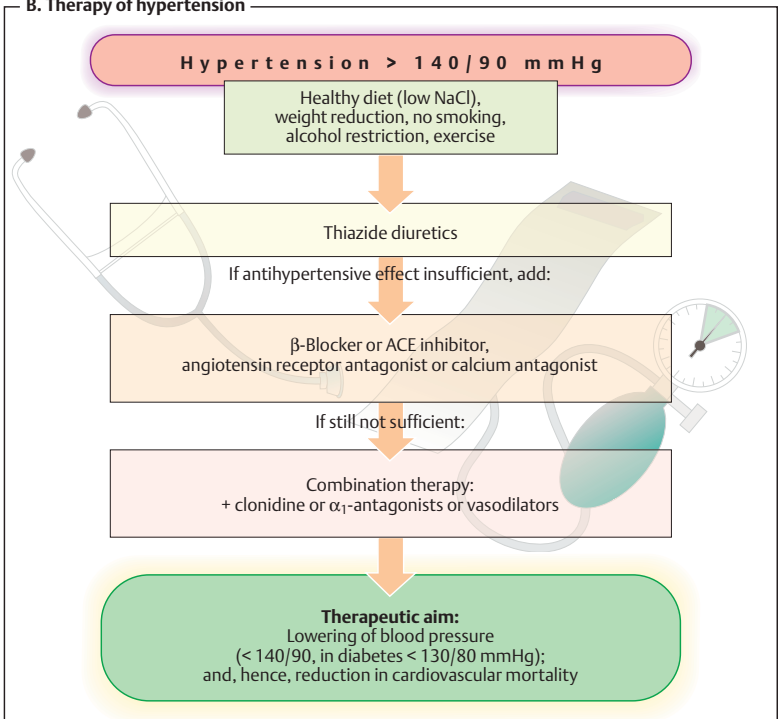 B. Therapy of hypertension
Hypertension > 140/90 mmHg
Healthy diet (low NaCl),
weight reduction, no smoking,
alcohol restriction, exercise
Thiazide diuretics
If antihypertensive effect insufficient, add:
β-Blocker or ACE inhibitor,
angiotensin receptor antagonist or calcium antagonist
If still not sufficient:
Combination therapy:
+ clonidine or α₁-antagonists or vasodilators
Therapeutic aim:
Lowering of blood pressure
(< 140/90, in diabetes < 130/80 mmHg);
and, hence, reduction in cardiovascular mortality